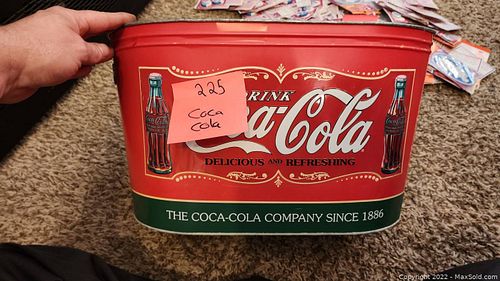 225
Coca
Cola
DRINK
Coca-Cola
DELICIOUS AND REFRESHING
THE COCA-COLA COMPANY SINCE 1886
Copyright 2022 - MaxSold.com